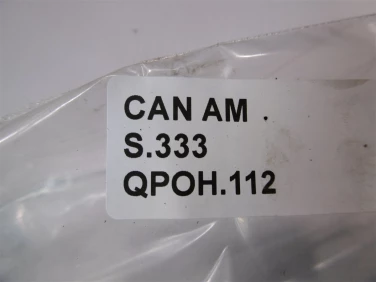 CAN AM .
S.333
QPOH.112